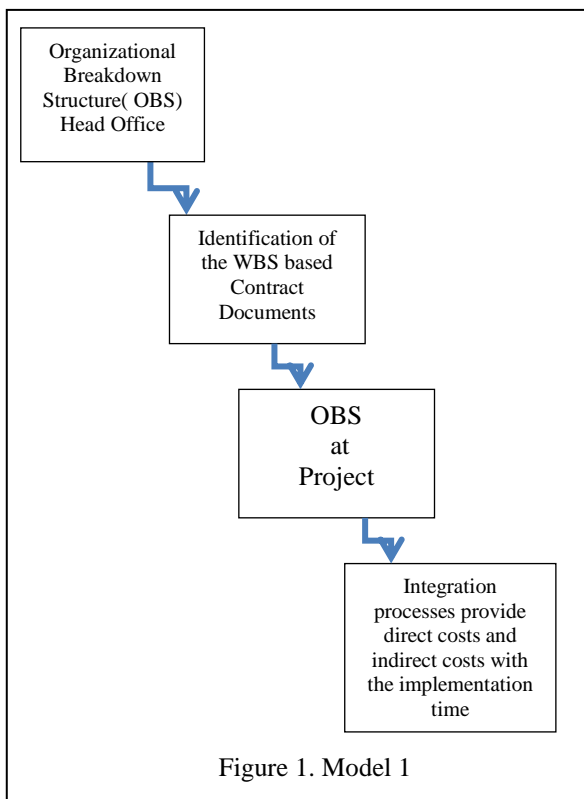 Organizational
Breakdown
Structure( OBS)
Head Office
Identification of
the WBS based
Contract
Documents
OBS
at
Project
Integration
processes provide
direct costs and
indirect costs with
the implementation
time
Figure 1. Model 1